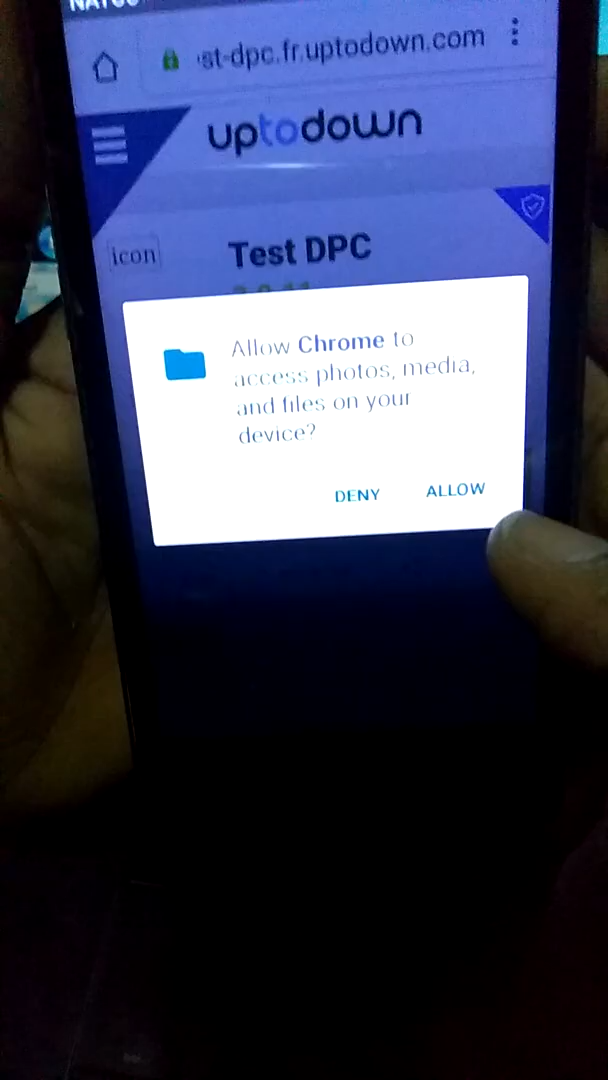 st-dpc.fr.uptodown.com
uptodown
icon
Test DPC
Allow Chrome to
access photos, media,
and files on your
device?
DENY ALLOW